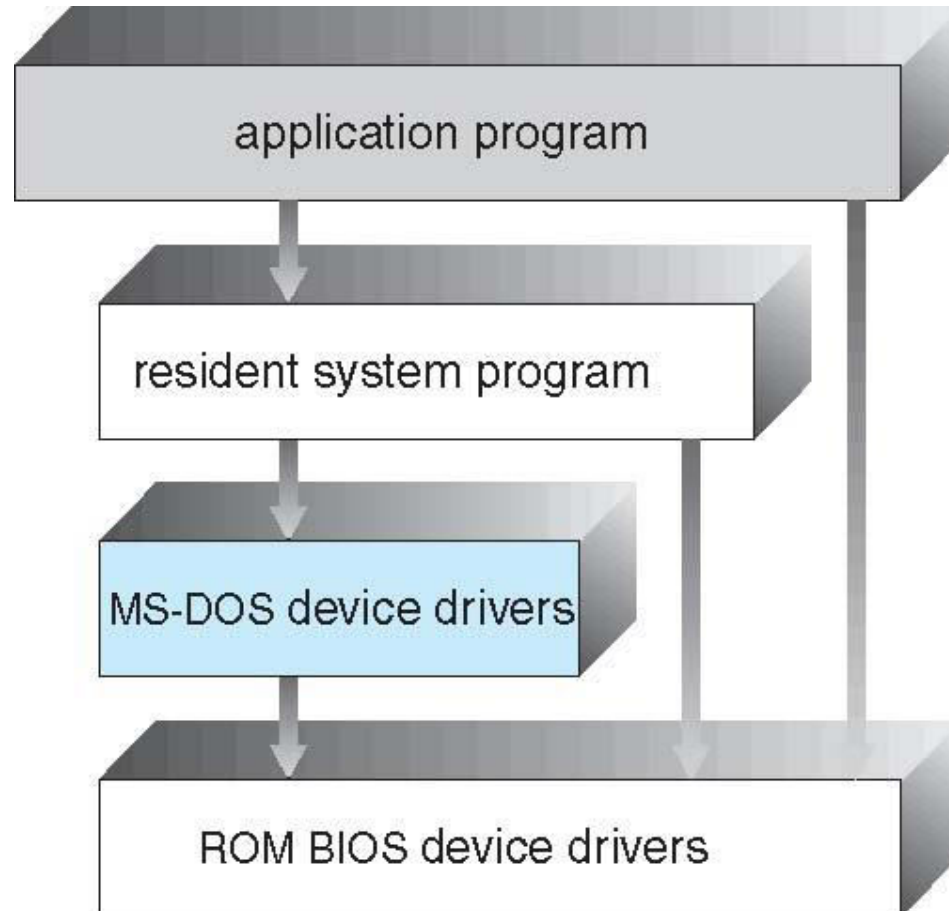 application program
resident system program
MS-DOS device drivers
ROM BIOS device drivers